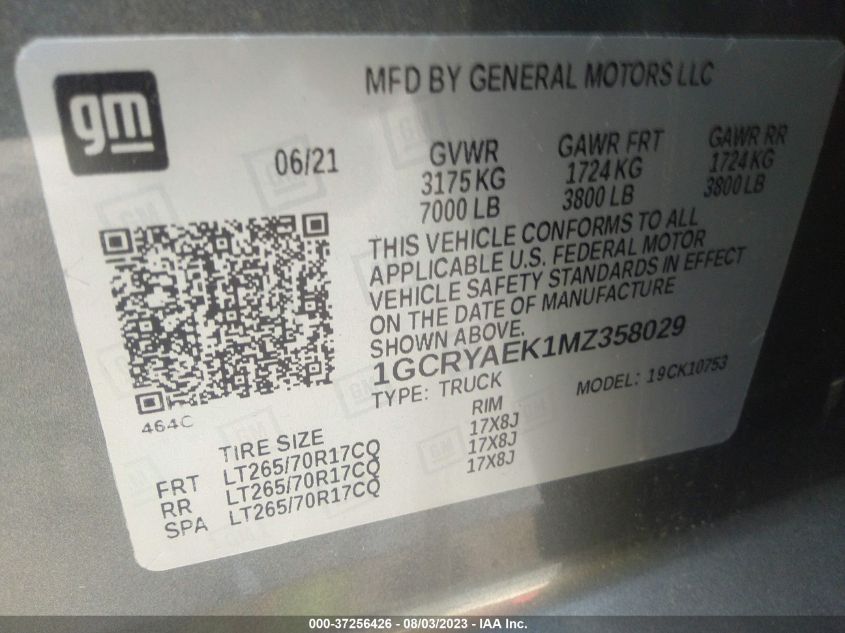 gm
MFD BY GENERAL MOTORS LLC
06/21
GVWR GAWR FRT GAWR RR
3175 KG 1724 KG 1724 KG
7000 LB 3800 LB 3800 LB
THIS VEHICLE CONFORMS TO ALL
APPLICABLE U.S. FEDERAL MOTOR
VEHICLE SAFETY STANDARDS IN EFFECT
ON THE DATE OF MANUFACTURE
SHOWN ABOVE.
1GCRYAEK1MZ358029
TYPE: TRUCK MODEL: 19CK10753
464C
TIRE SIZE RIM
FRT LT265/70R17CQ 17X8J
RR LT265/70R17CQ 17X8J
SPA LT265/70R17CQ 17X8J
000-37256426 - 08/03/2023 - IAA Inc.